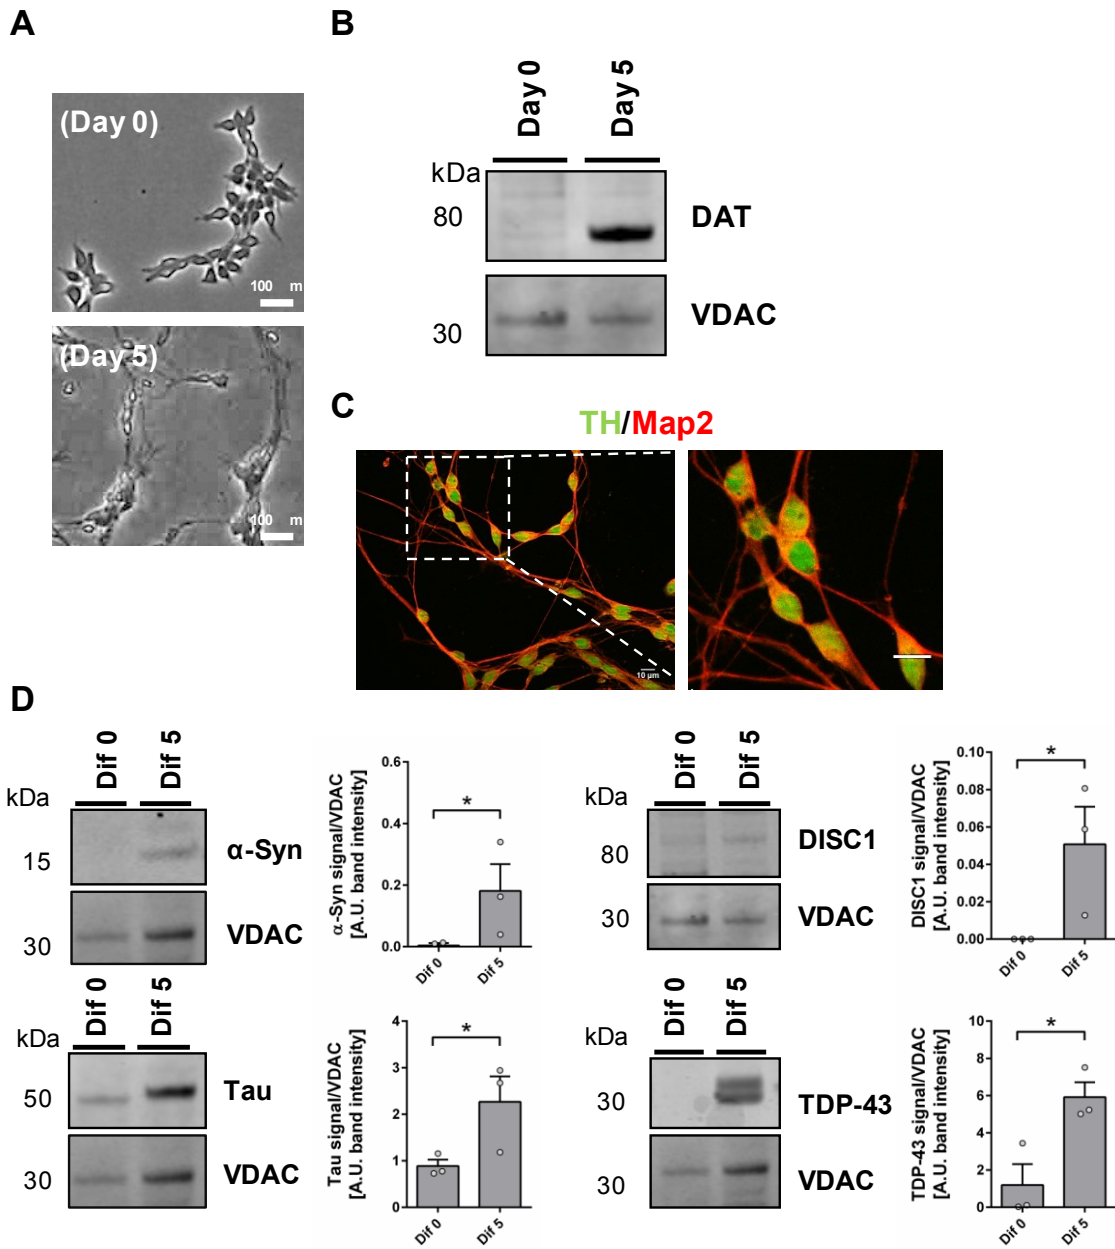 A
(Day 0)
100 m
(Day 5)
100 m
B
Day 0
Day 5
kDa
80
DAT
30
VDAC
C
TH/Map2
10 µm
D
Dif 0
Dif 5
kDa
15
α-Syn
30
VDAC
α-Syn signal/VDAC
[A.U. band intensity]
0.6
0.4
0.2
0.0
*
Dif 0
Dif 5
Dif 0
Dif 5
kDa
80
DISC1
30
VDAC
DISC1 signal/VDAC
[A.U. band intensity]
0.10
0.08
0.06
0.04
0.02
0.00
*
Dif 0
Dif 5
Dif 0
Dif 5
kDa
50
Tau
30
VDAC
Tau signal/VDAC
[A.U. band intensity]
4
3
2
1
0
*
Dif 0
Dif 5
Dif 0
Dif 5
kDa
30
TDP-43
30
VDAC
TDP-43 signal/VDAC
[A.U. band intensity]
10
8
6
4
2
0
*
Dif 0
Dif 5